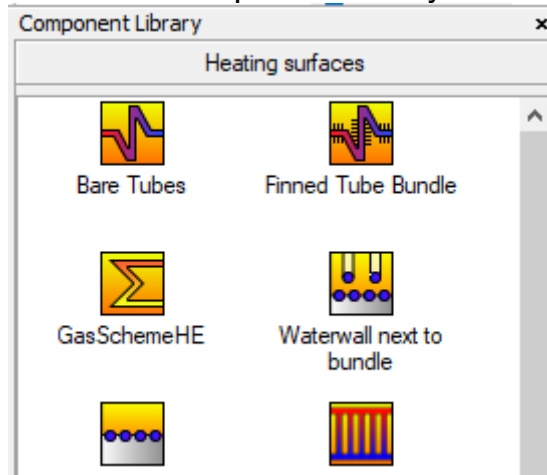 Component Library
Heating surfaces
Bare Tubes
Finned Tube Bundle
GasSchemeHE
Waterwall next to
bundle